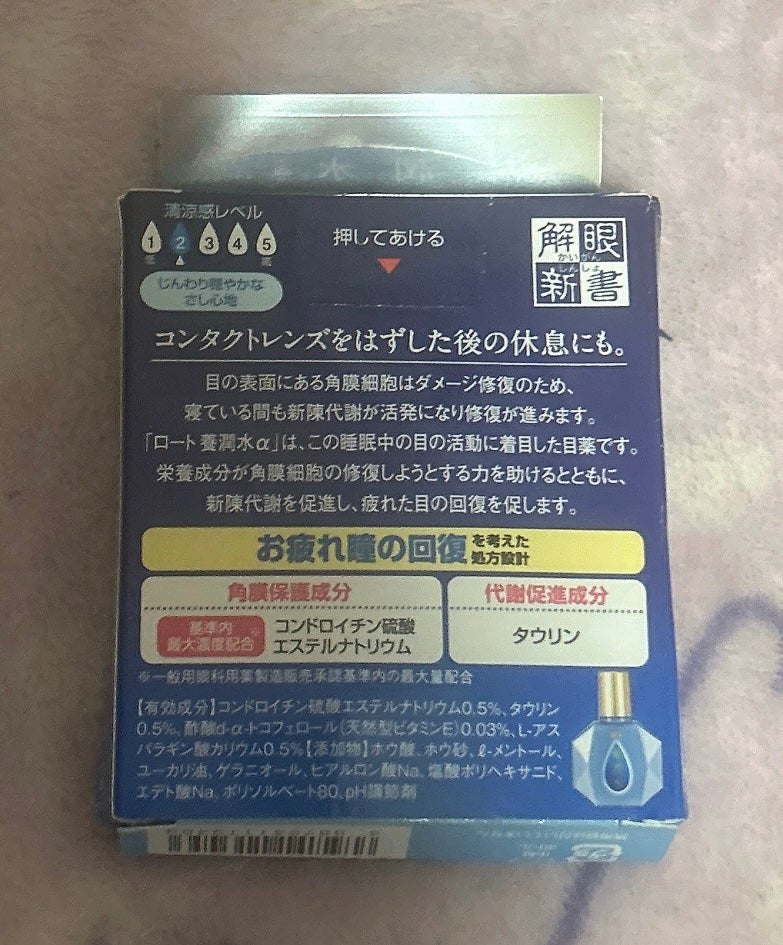 清涼感レベル
1 2 3 4 5
低 高
じんわり穏やかな
さし心地
押してあける
解眼
かいがん
しんしょ
新書
コンタクトレンズをはずした後の休息にも。
目の表面にある角膜細胞はダメージ修復のため、
寝ている間も新陳代謝が活発になり修復が進みます。
「ロート養潤水α」は、この睡眠中の目の活動に着目した目薬です。
栄養成分が角膜細胞の修復しようとする力を助けるとともに、
新陳代謝を促進し、疲れた目の回復を促します。
お疲れ瞳の回復を考えた
処方設計
角膜保護成分
基準内
最大濃度配合※
コンドロイチン硫酸
エステルナトリウム
代謝促進成分
タウリン
※一般用眼科用薬製造販売承認基準内の最大量配合
【有効成分】コンドロイチン硫酸エステルナトリウム0.5%、タウリン
0.5%、酢酸d-α-トコフェロール(天然型ビタミンE)0.03%、L-アス
パラギン酸カリウム0.5%【添加物】ホウ酸、ホウ砂、ℓ-メントール、
ユーカリ油、ゲラニオール、ヒアルロン酸Na、塩酸ポリヘキサニド、
エデト酸Na、ポリソルベート80、pH調節剤